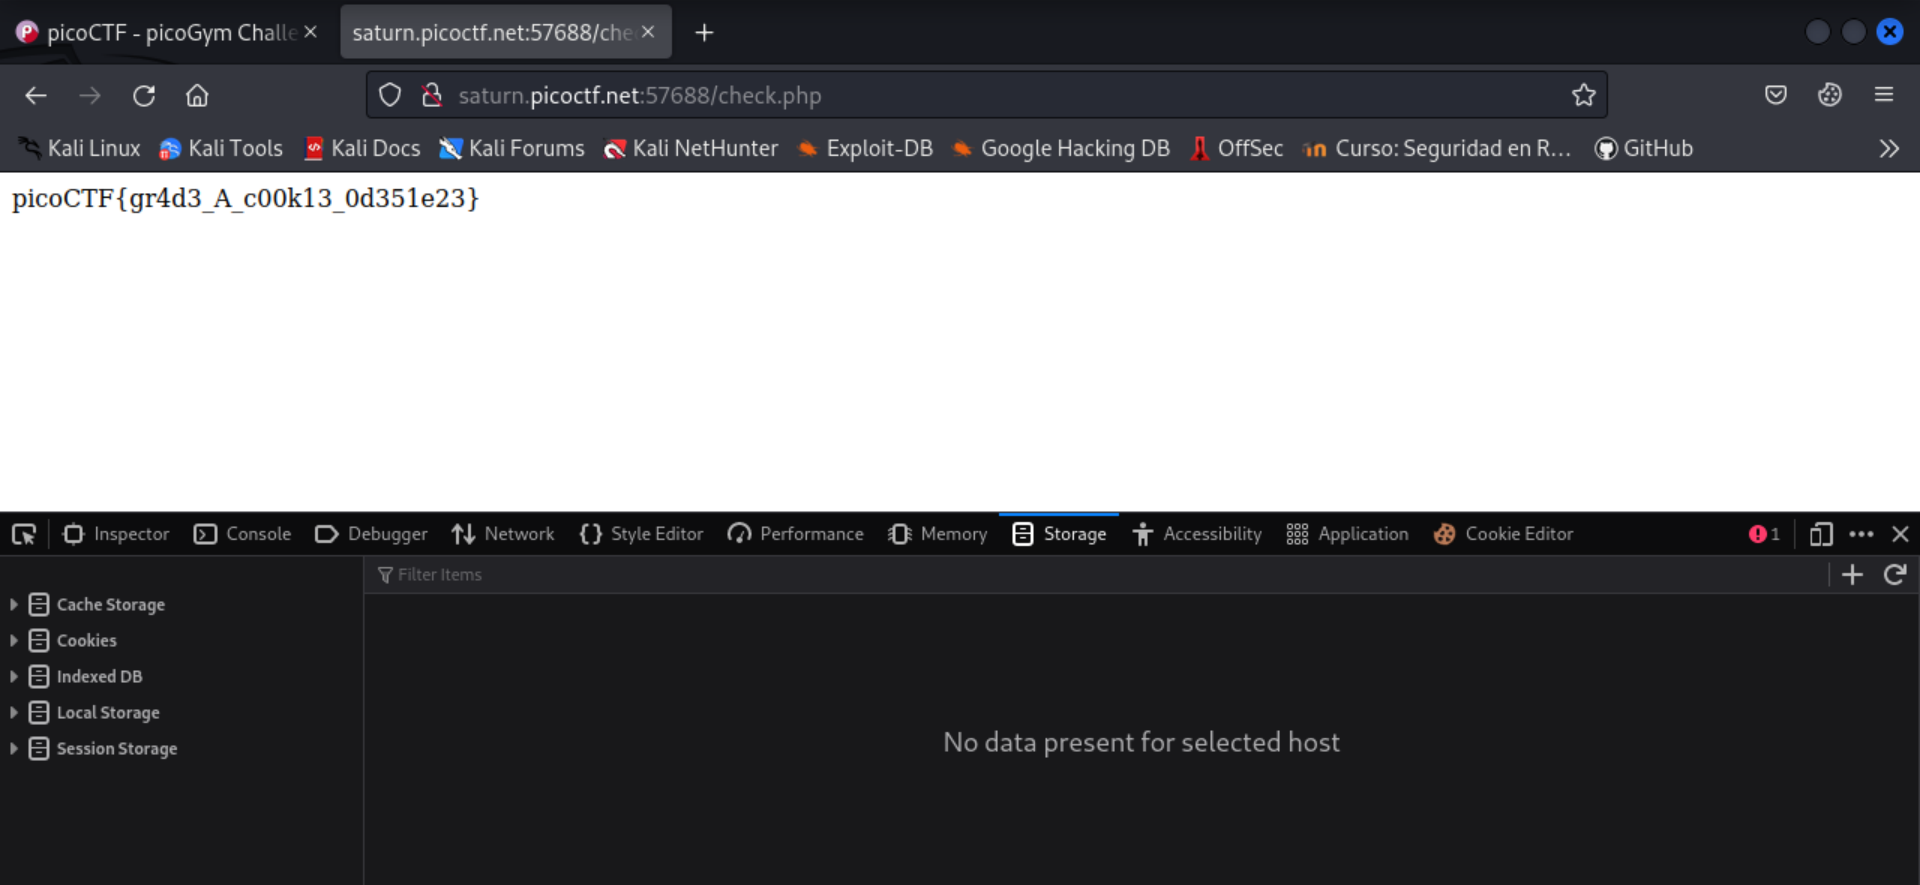 picoCTF - picoGym Challe
saturn.picoctf.net:57688/che
saturn.picoctf.net:57688/check.php
Kali Linux Kali Tools Kali Docs Kali Forums Kali NetHunter Exploit-DB Google Hacking DB OffSec in Curso: Seguridad en R... GitHub
picoCTF{gr4d3_A_c00k13_0d351e23}
Inspector Console Debugger Network Style Editor Performance Memory Storage Accessibility Application Cookie Editor 1
Filter Items
Cache Storage
Cookies
Indexed DB
Local Storage
Session Storage
No data present for selected host